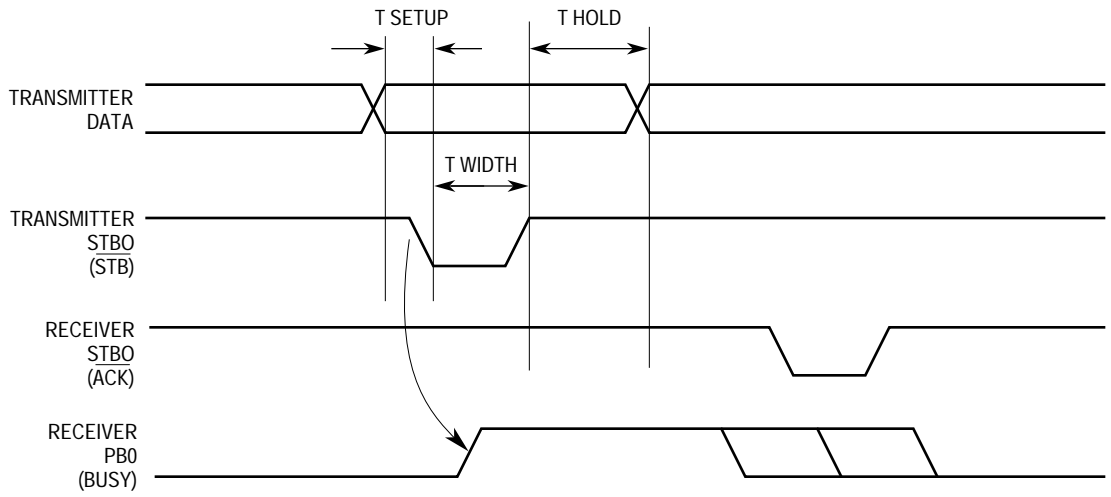 T SETUP
T HOLD
TRANSMITTER
DATA
T WIDTH
TRANSMITTER
STBO
(STB)
RECEIVER
STBO
(ACK)
RECEIVER
PB0
(BUSY)